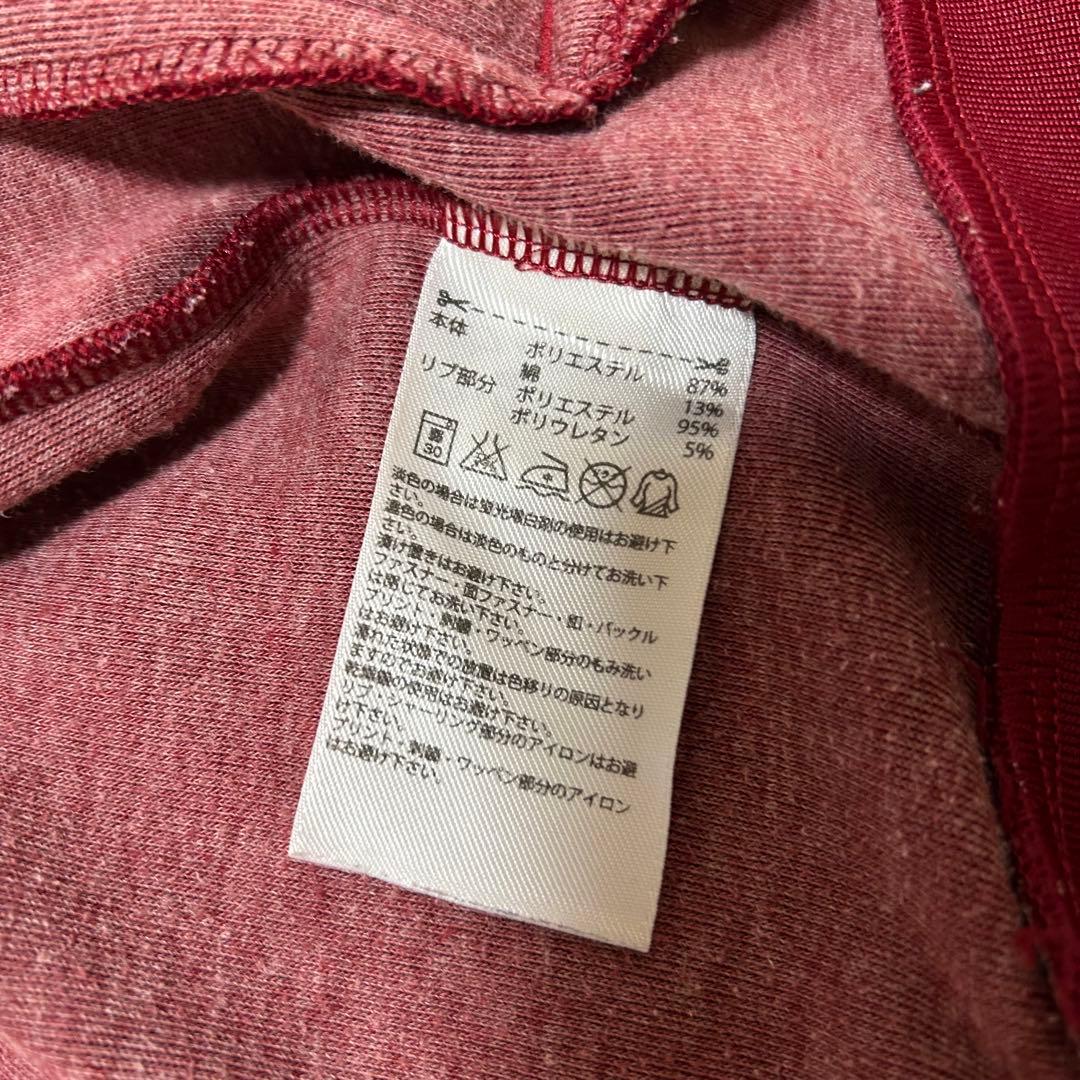 本体 ポリエステル 87%
綿 13%
リブ部分 ポリエステル 95%
ポリウレタン 5%
弱 30
淡色の場合は蛍光増白剤の使用はお避け下
さい。
濃色の場合は淡色のものと分けてお洗い下
さい。
漬け置きはお避け下さい。
ファスナー・面ファスナー・釦・バックル
は閉じてお洗い下さい。
プリント・刺繍・ワッペン部分のもみ洗い
はお避け下さい。
濡れた状態での放置は色移りの原因となり
ますのでお避け下さい。
乾燥機の使用はお避け下さい。
リブ・シャーリング部分のアイロンはお避
け下さい。
プリント・刺繍・ワッペン部分のアイロン
はお避け下さい。